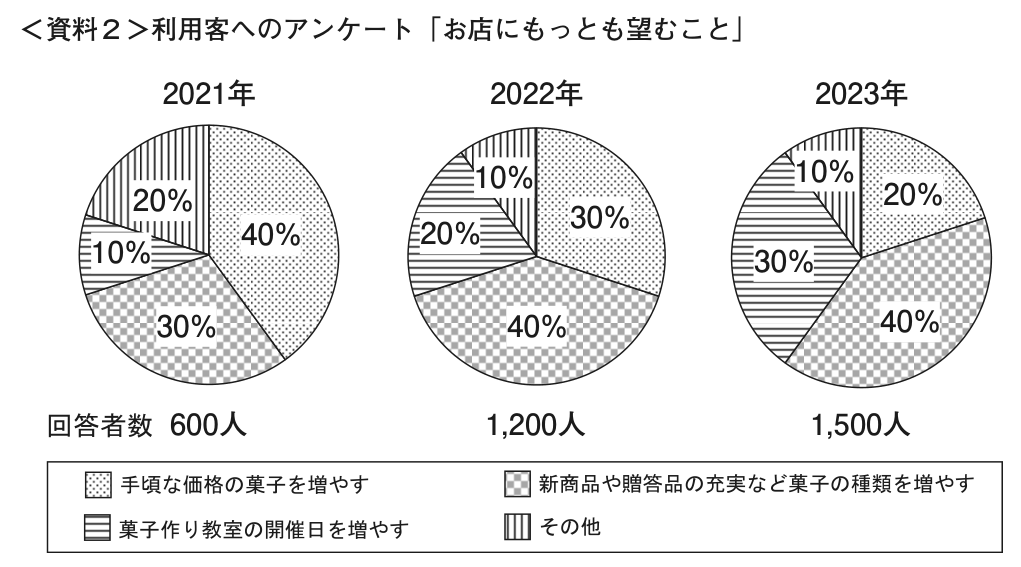 ＜資料２＞利用客へのアンケート「お店にもっとも望むこと」
2021年 2022年 2023年
20% 40% 10% 30%
10% 30% 20% 40%
10% 20% 30% 40%
回答者数 600人 1,200人 1,500人
手頃な価格の菓子を増やす 新商品や贈答品の充実など菓子の種類を増やす
菓子作り教室の開催日を増やす その他